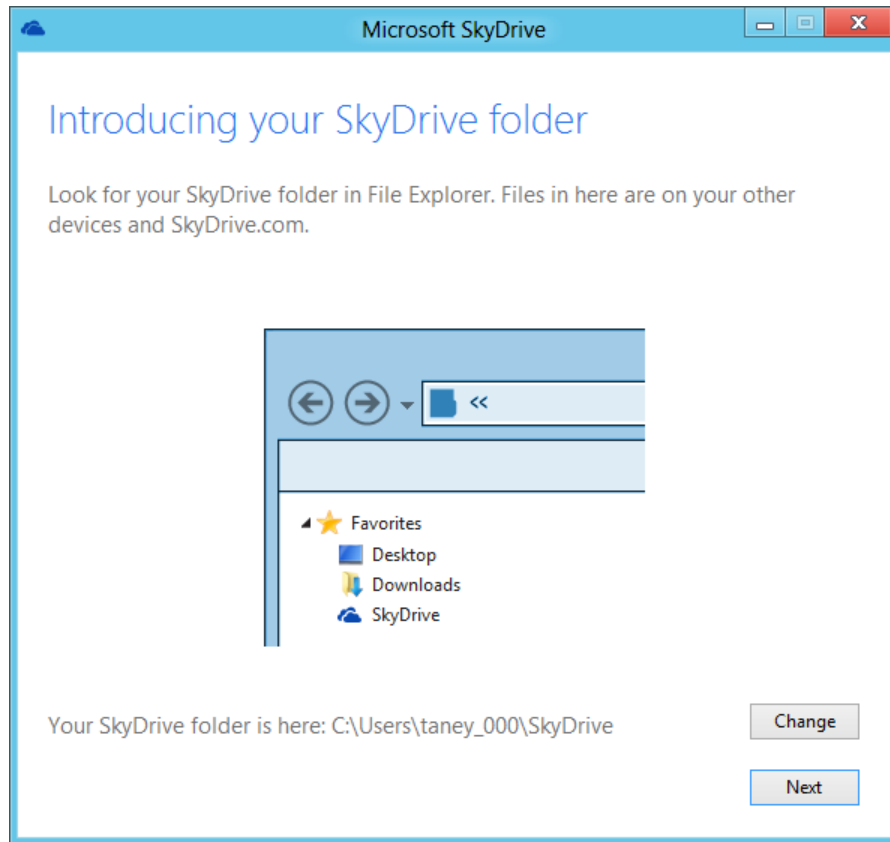 Microsoft SkyDrive
Introducing your SkyDrive folder
Look for your SkyDrive folder in File Explorer. Files in here are on your other
devices and SkyDrive.com.
<<
Favorites
Desktop
Downloads
SkyDrive
Your SkyDrive folder is here: C:\Users\taney_000\SkyDrive
Change
Next